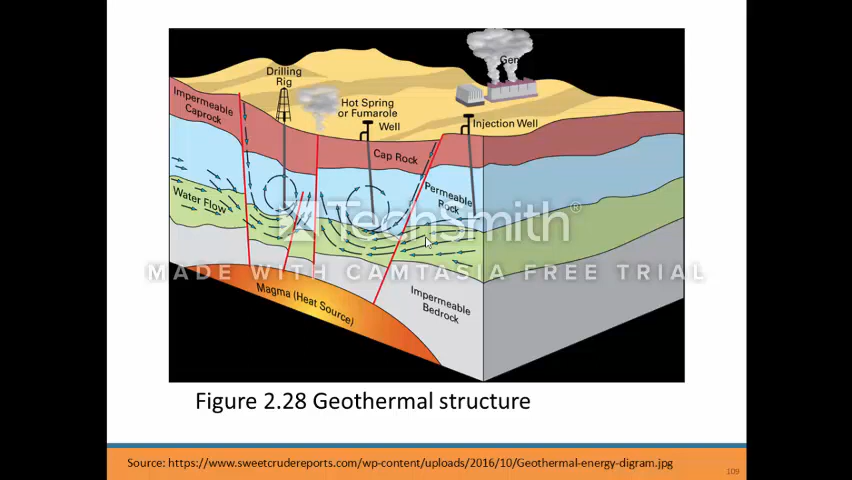 Gen
Drilling
Rig
Impermeable
Caprock
Hot Spring
or Fumarole
Well
Injection Well
Cap Rock
Permeable
Rock
Water Flow
TechSmith®
MADE WITH CAMTASIA FREE TRIAL
Magma (Heat Source)
Impermeable
Bedrock
Figure 2.28 Geothermal structure
Source: https://www.sweetcrudereports.com/wp-content/uploads/2016/10/Geothermal-energy-digram.jpg
109